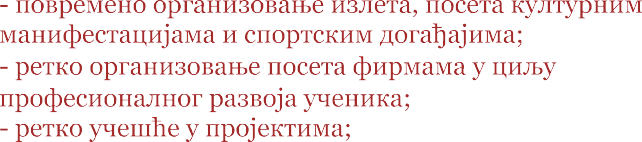 - повремено организовање излета, посета културним
манифестацијама и спортским догађајима;
- ретко организовање посета фирмама у циљу
професионалног развоја ученика;
- ретко учешће у пројектима;